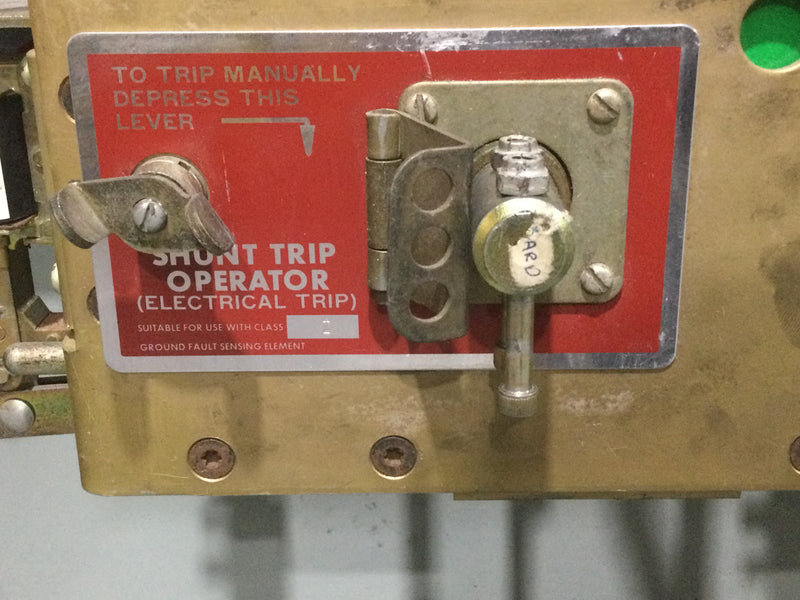 TO TRIP MANUALLY
DEPRESS THIS
LEVER
SHUNT TRIP
OPERATOR
(ELECTRICAL TRIP)
SUITABLE FOR USE WITH CLASS I
GROUND FAULT SENSING ELEMENT